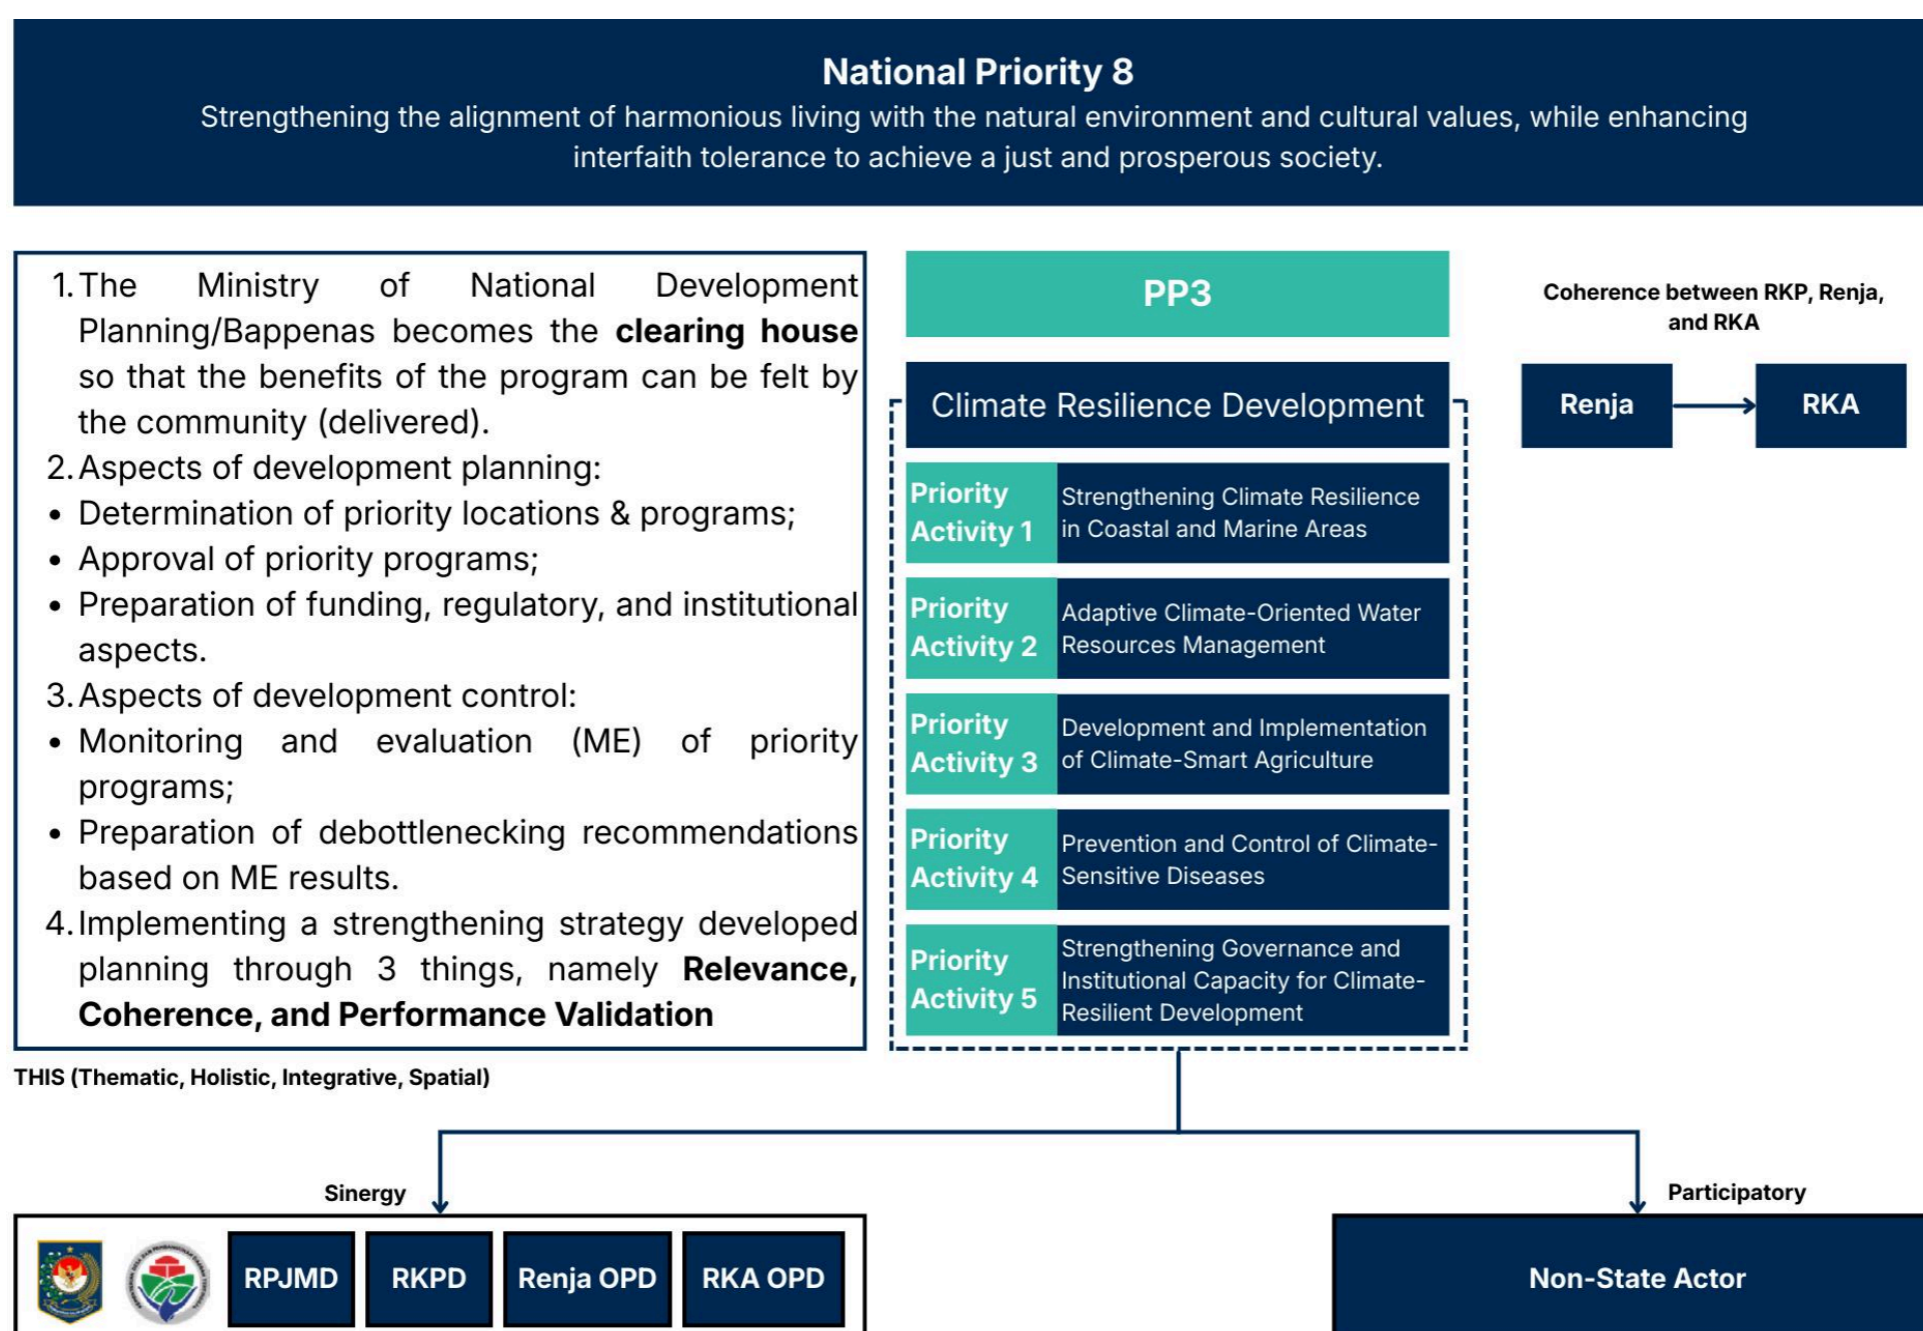 National Priority 8
Strengthening the alignment of harmonious living with the natural environment and cultural values, while enhancing
interfaith tolerance to achieve a just and prosperous society.
1. The Ministry of National Development
Planning/Bappenas becomes the clearing house
so that the benefits of the program can be felt by
the community (delivered).
2. Aspects of development planning:
• Determination of priority locations & programs;
• Approval of priority programs;
• Preparation of funding, regulatory, and institutional
aspects.
3. Aspects of development control:
• Monitoring and evaluation (ME) of priority
programs;
• Preparation of debottlenecking recommendations
based on ME results.
4. Implementing a strengthening strategy developed
planning through 3 things, namely Relevance,
Coherence, and Performance Validation
THIS (Thematic, Holistic, Integrative, Spatial)
PP3
Climate Resilience Development
Priority
Activity 1
Strengthening Climate Resilience
in Coastal and Marine Areas
Priority
Activity 2
Adaptive Climate-Oriented Water
Resources Management
Priority
Activity 3
Development and Implementation
of Climate-Smart Agriculture
Priority
Activity 4
Prevention and Control of Climate-
Sensitive Diseases
Priority
Activity 5
Strengthening Governance and
Institutional Capacity for Climate-
Resilient Development
Coherence between RKP, Renja,
and RKA
Renja
RKA
Sinergy
RPJMD
RKPD
Renja OPD
RKA OPD
Participatory
Non-State Actor